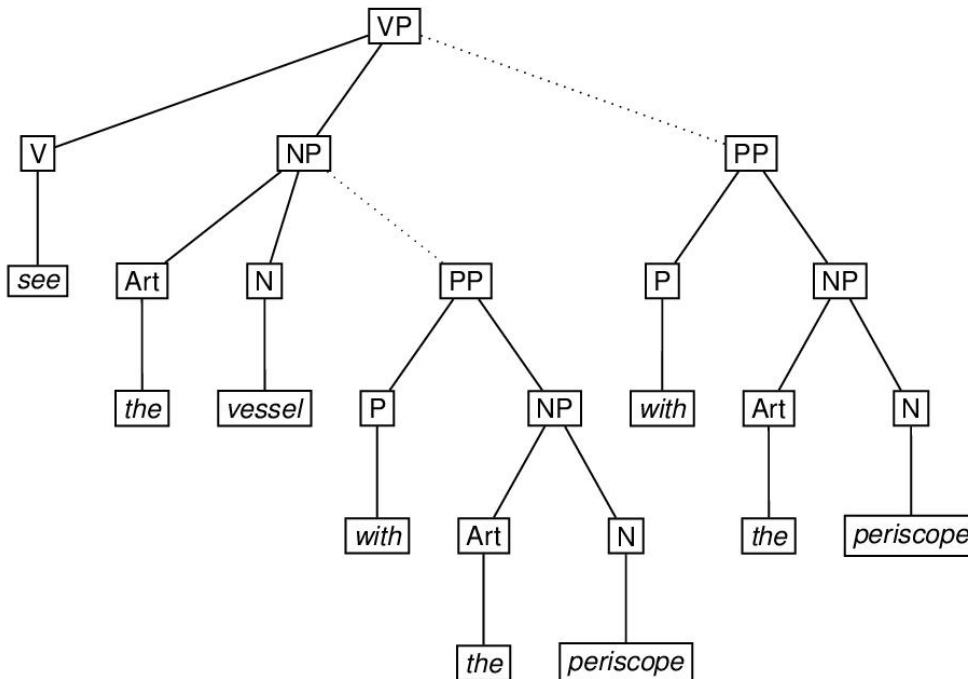 VP
V NP PP
see Art N PP P NP
the vessel P NP with Art N
with Art N the periscope
the periscope